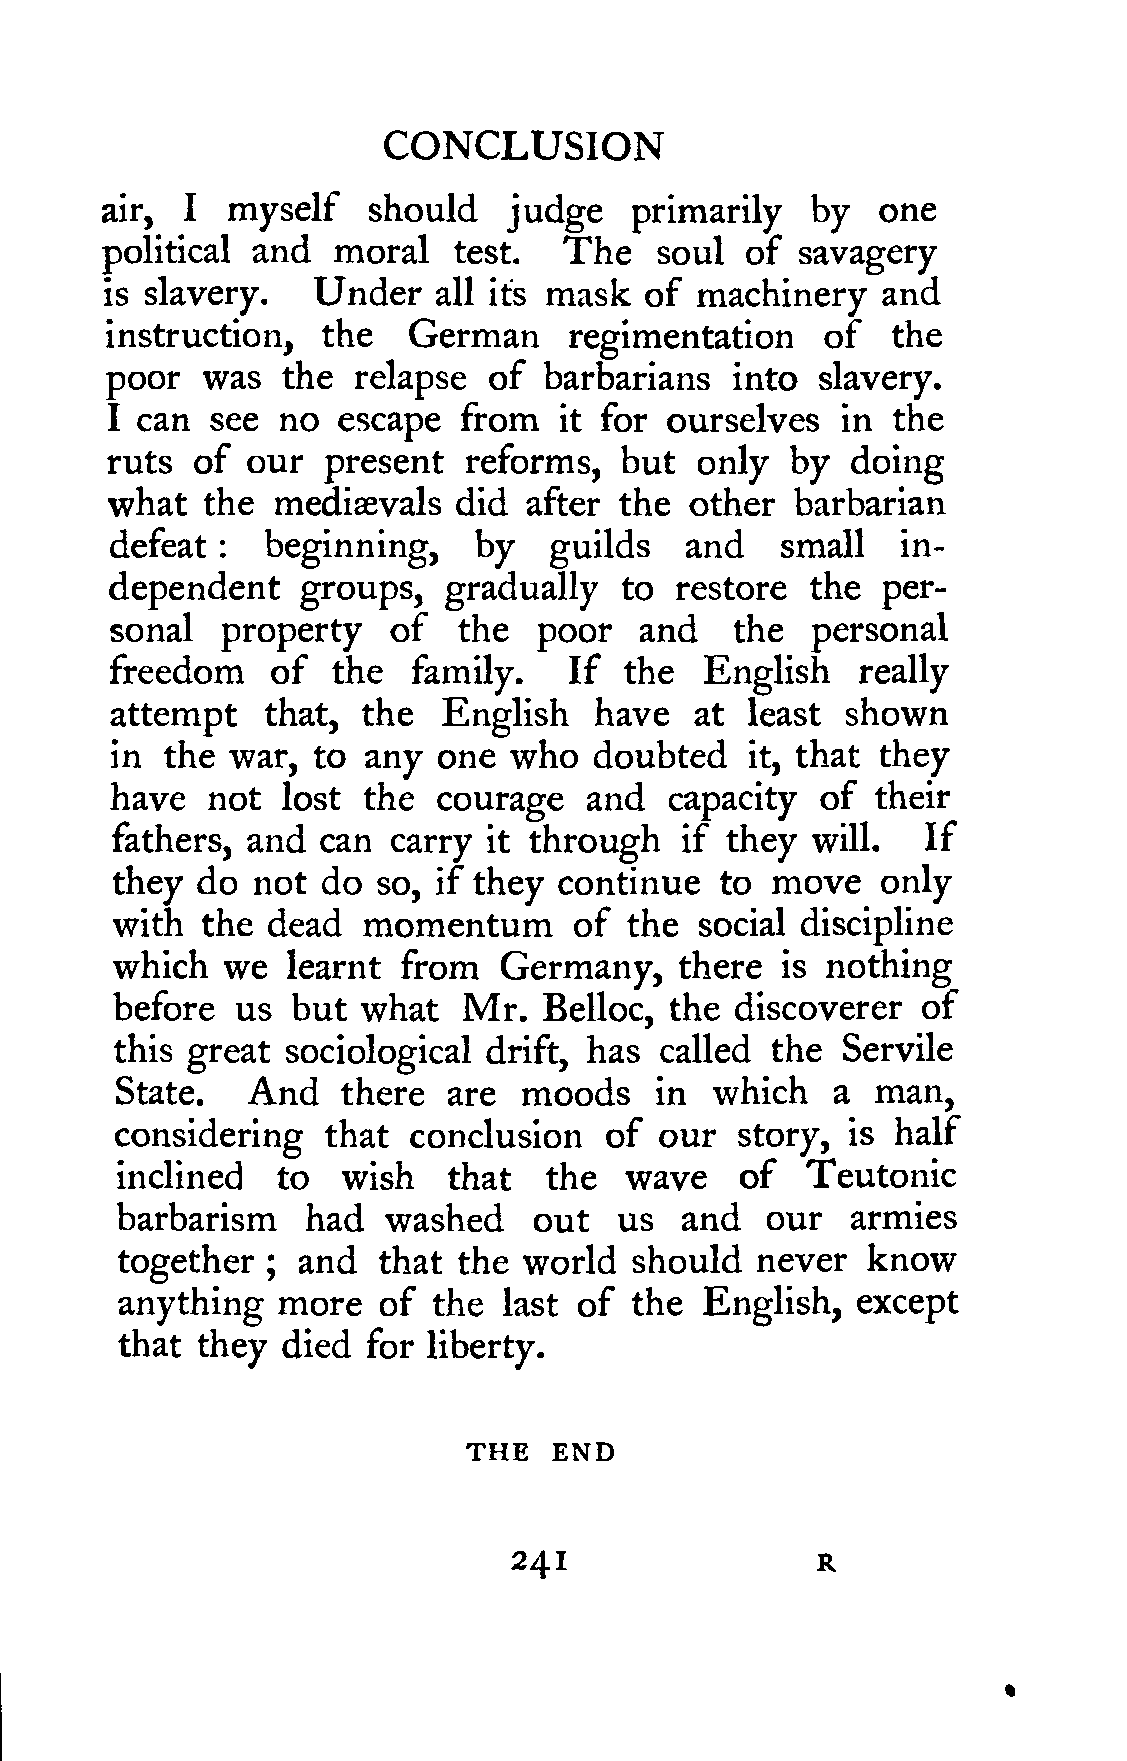 CONCLUSION
air, I myself should judge primarily by one
political and moral test. The soul of savagery
is slavery. Under all its mask of machinery and
instruction, the German regimentation of the
poor was the relapse of barbarians into slavery.
I can see no escape from it for ourselves in the
ruts of our present reforms, but only by doing
what the mediævals did after the other barbarian
defeat : beginning, by guilds and small in-
dependent groups, gradually to restore the per-
sonal property of the poor and the personal
freedom of the family. If the English really
attempt that, the English have at least shown
in the war, to any one who doubted it, that they
have not lost the courage and capacity of their
fathers, and can carry it through if they will. If
they do not do so, if they continue to move only
with the dead momentum of the social discipline
which we learnt from Germany, there is nothing
before us but what Mr. Belloc, the discoverer of
this great sociological drift, has called the Servile
State. And there are moods in which a man,
considering that conclusion of our story, is half
inclined to wish that the wave of Teutonic
barbarism had washed out us and our armies
together ; and that the world should never know
anything more of the last of the English, except
that they died for liberty.
THE END
241 R